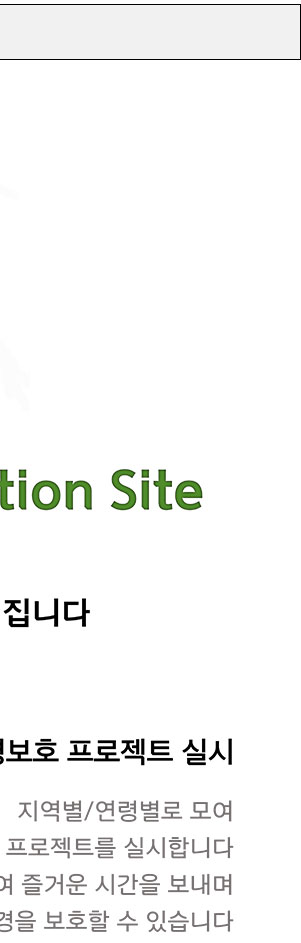 tion Site
집니다
보호 프로젝트 실시
지역별/연령별로 모여
프로젝트를 실시합니다
여 즐거운 시간을 보내며
경을 보호할 수 있습니다